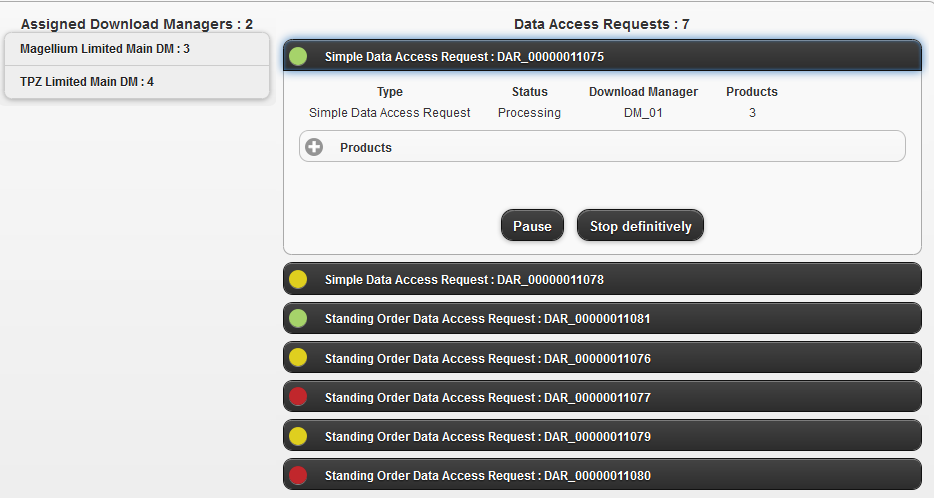 Assigned Download Managers : 2
Magellium Limited Main DM : 3
TPZ Limited Main DM : 4
Data Access Requests : 7
Simple Data Access Request : DAR_00000011075
Type Status Download Manager Products
Simple Data Access Request Processing DM_01 3
Products
Pause Stop definitively
Simple Data Access Request : DAR_00000011078
Standing Order Data Access Request : DAR_00000011081
Standing Order Data Access Request : DAR_00000011076
Standing Order Data Access Request : DAR_00000011077
Standing Order Data Access Request : DAR_00000011079
Standing Order Data Access Request : DAR_00000011080